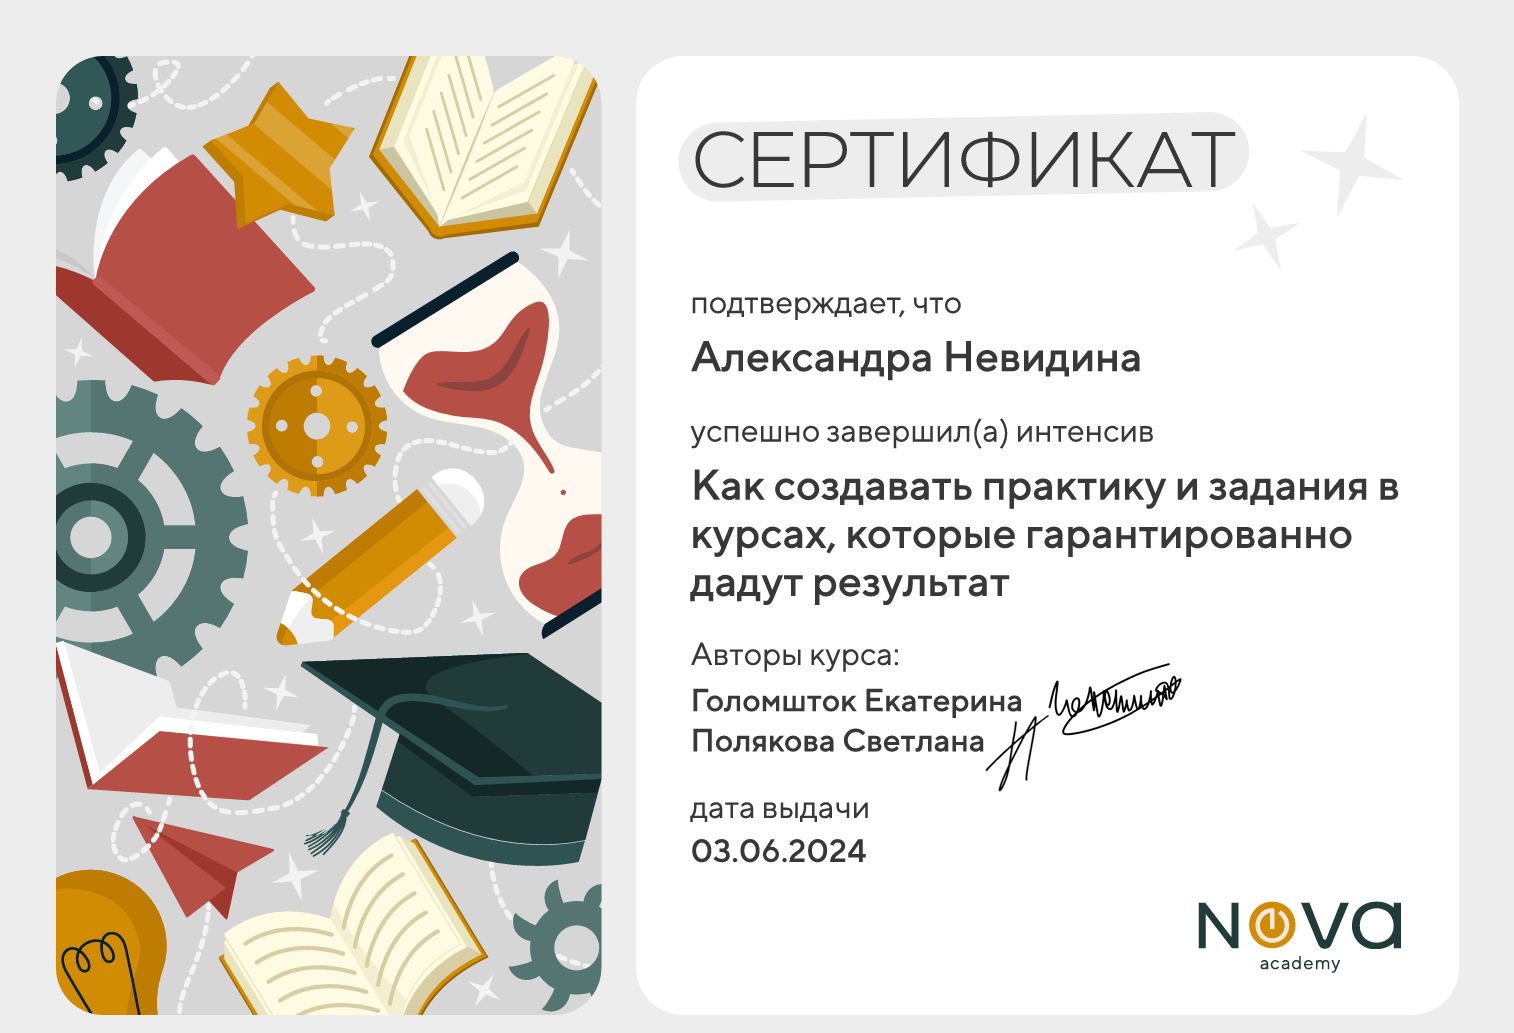 СЕРТИФИКАТ
подтверждает, что
Александра Невидина
успешно завершил(а) интенсив
Как создавать практику и задания в
курсах, которые гарантированно
дадут результат
Авторы курса:
Голомшток Екатерина
Полякова Светлана
дата выдачи
03.06.2024
NOVA
academy